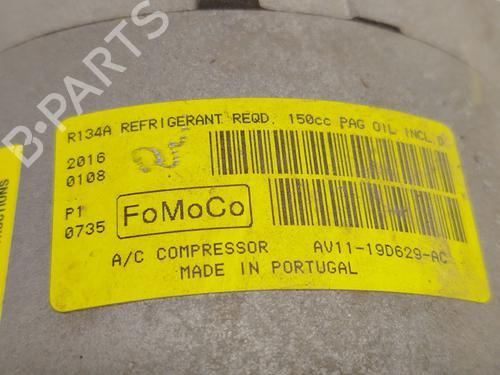 R134A REFRIGERANT REQD. 150cc PAG OIL INCL'D
2016
0108
P1
0735
FoMoCo
A/C COMPRESSOR AV11-19D629-AC
MADE IN PORTUGAL
B-PARTS